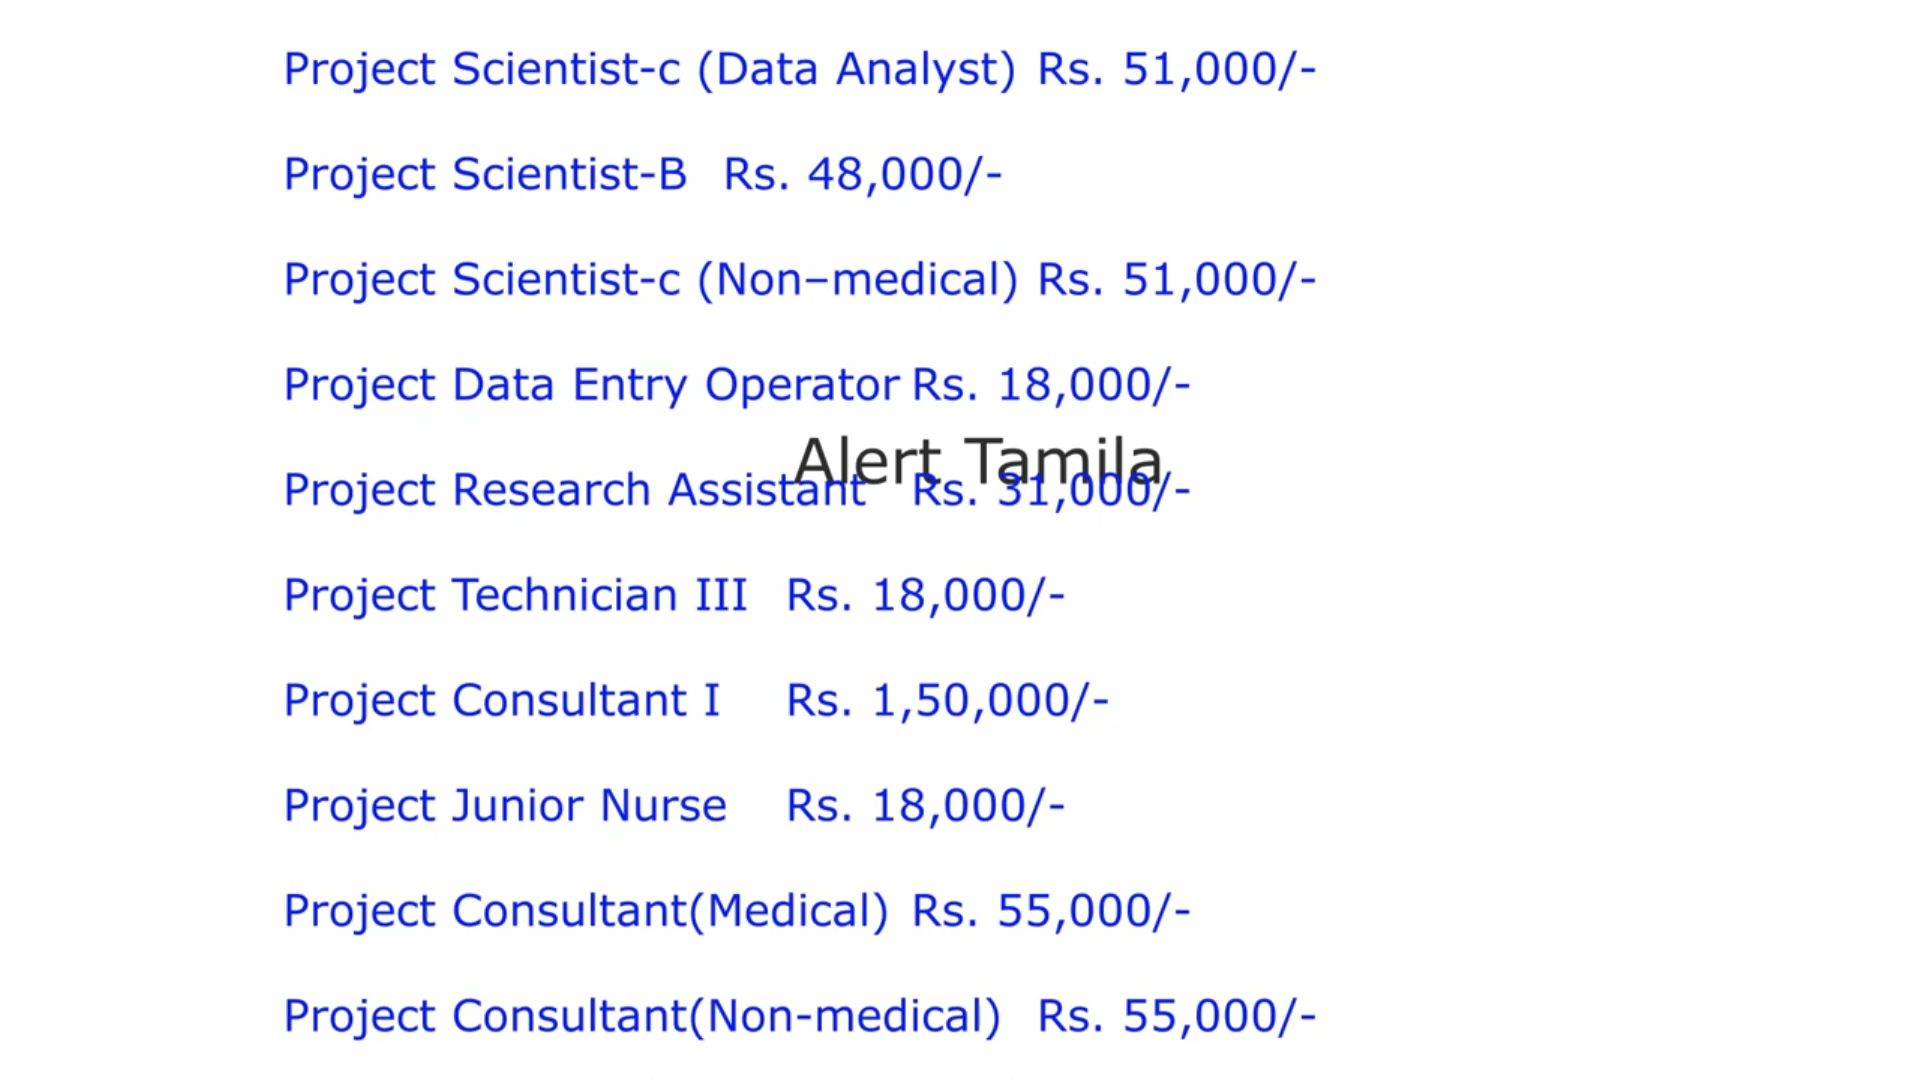 Project Scientist-c (Data Analyst) Rs. 51,000/-
Project Scientist-B Rs. 48,000/-
Project Scientist-c (Non–medical) Rs. 51,000/-
Project Data Entry Operator Rs. 18,000/-
Alert Tamila
Project Research Assistant Rs. 31,000/-
Project Technician III Rs. 18,000/-
Project Consultant I Rs. 1,50,000/-
Project Junior Nurse Rs. 18,000/-
Project Consultant(Medical) Rs. 55,000/-
Project Consultant(Non-medical) Rs. 55,000/-